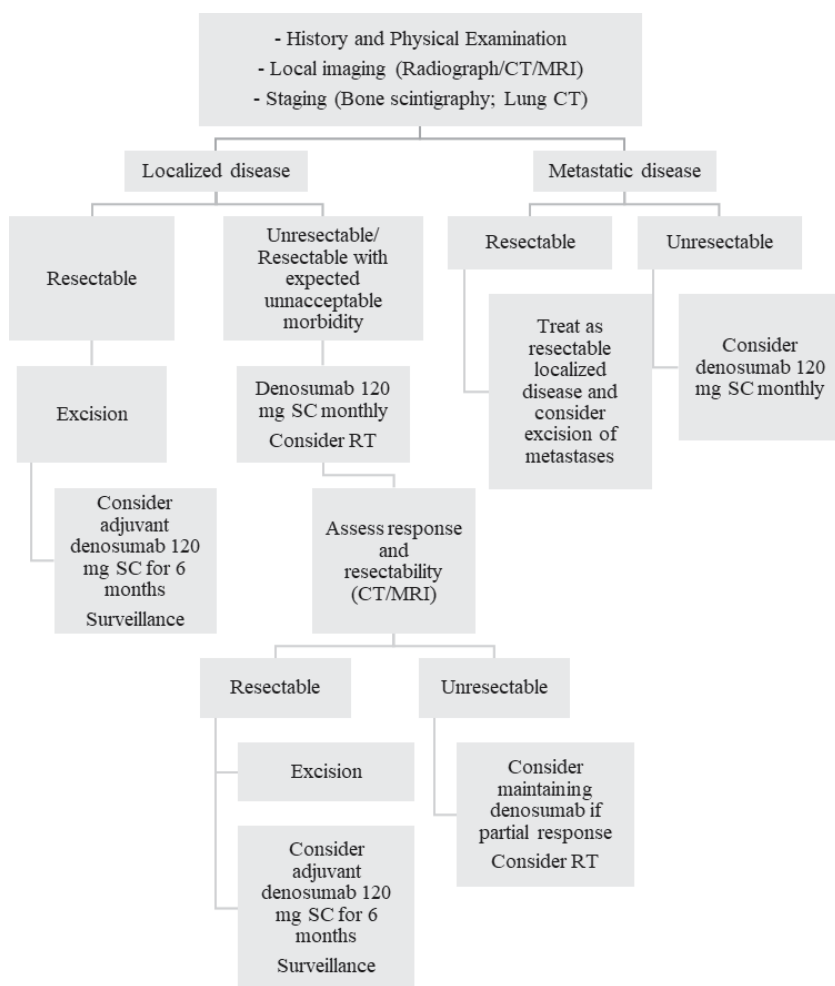 - History and Physical Examination
- Local imaging (Radiograph/CT/MRI)
- Staging (Bone scintigraphy; Lung CT)
Localized disease
Metastatic disease
Resectable
Unresectable/
Resectable with
expected
unacceptable
morbidity
Resectable
Unresectable
Excision
Denosumab 120
mg SC monthly
Consider RT
Treat as
resectable
localized
disease and
consider
excision of
metastases
Consider
denosumab 120
mg SC monthly
Consider
adjuvant
denosumab 120
mg SC for 6
months
Surveillance
Assess response
and
resectability
(CT/MRI)
Resectable
Unresectable
Excision
Consider
maintaining
denosumab if
partial response
Consider RT
Consider
adjuvant
denosumab 120
mg SC for 6
months
Surveillance